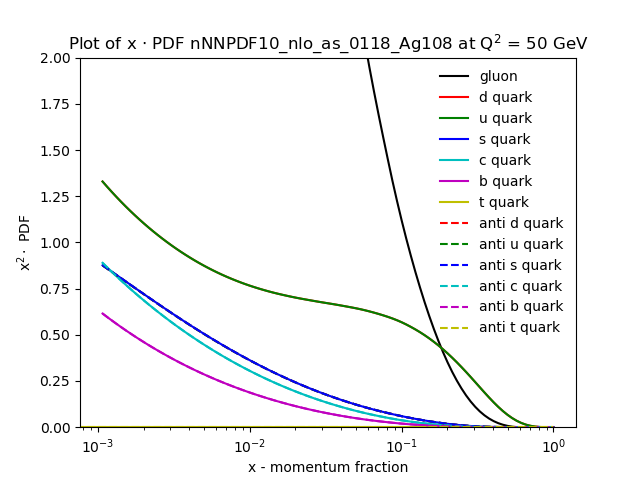 Plot of x · PDF nNNPDF10_nlo_as_0118_Ag108 at Q² = 50 GeV
2.00
1.75
1.50
1.25
1.00
0.75
0.50
0.25
0.00
x²· PDF
gluon
d quark
u quark
s quark
c quark
b quark
t quark
anti d quark
anti u quark
anti s quark
anti c quark
anti b quark
anti t quark
10⁻³ 10⁻² 10⁻¹ 10⁰
x - momentum fraction